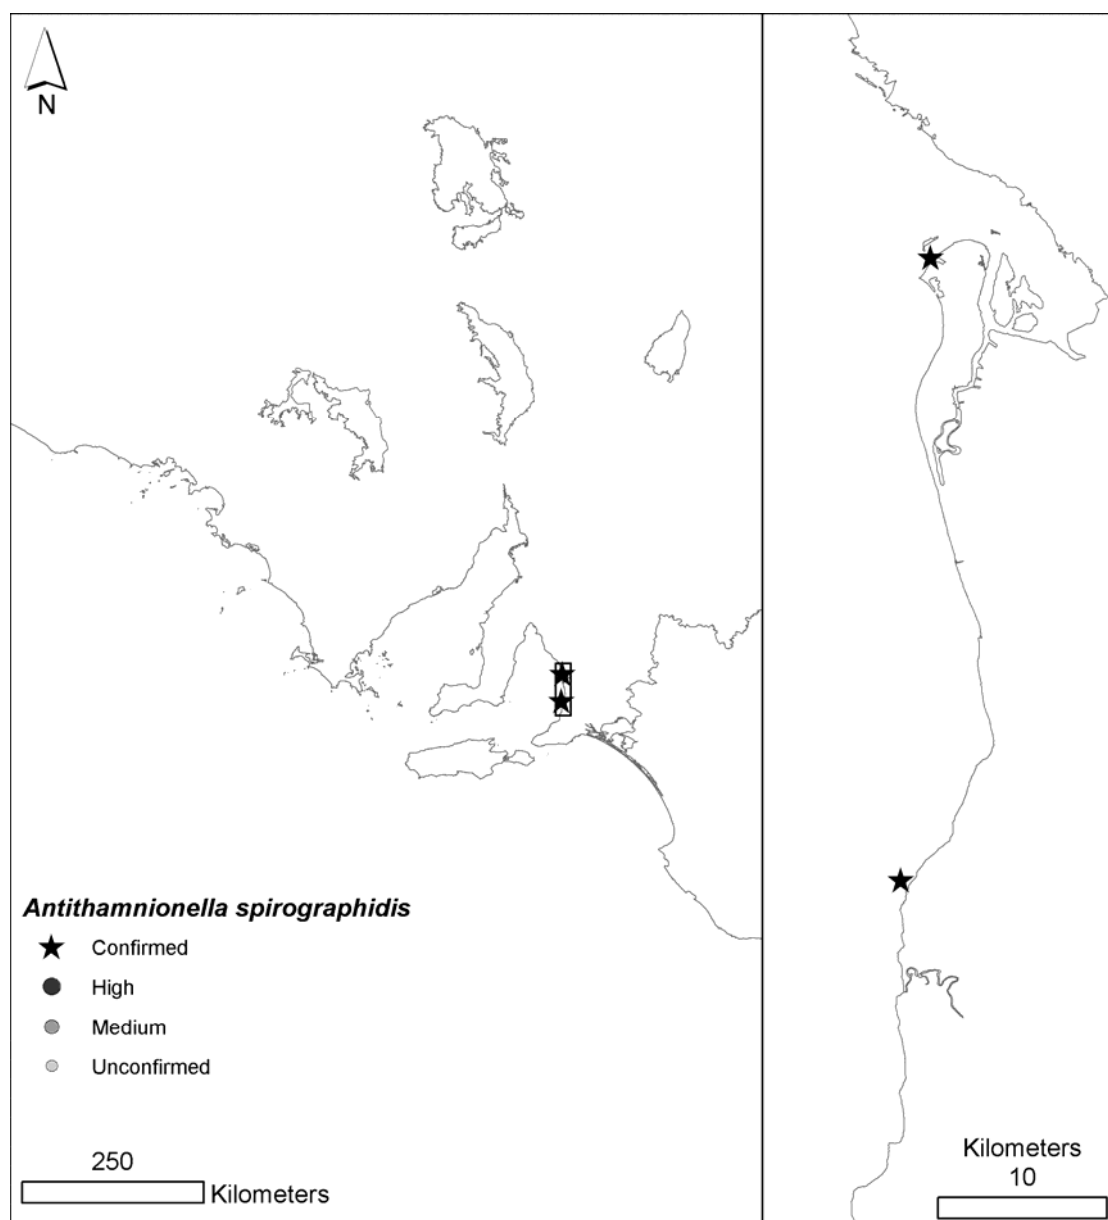 N
Antithamnionella spirographidis
Confirmed
High
Medium
Unconfirmed
250
Kilometers
Kilometers
10